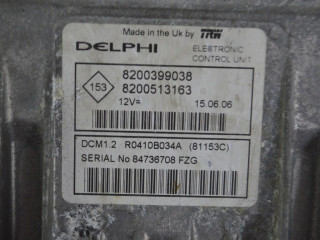 Made in the Uk by TRW
DELPHI
ELECTRONIC
CONTROL UNIT
153
8200399038
8200513163
12V=
15.06.06
DCM1.2 R0410B034A (81153C)
SERIAL No 84736708 FZG